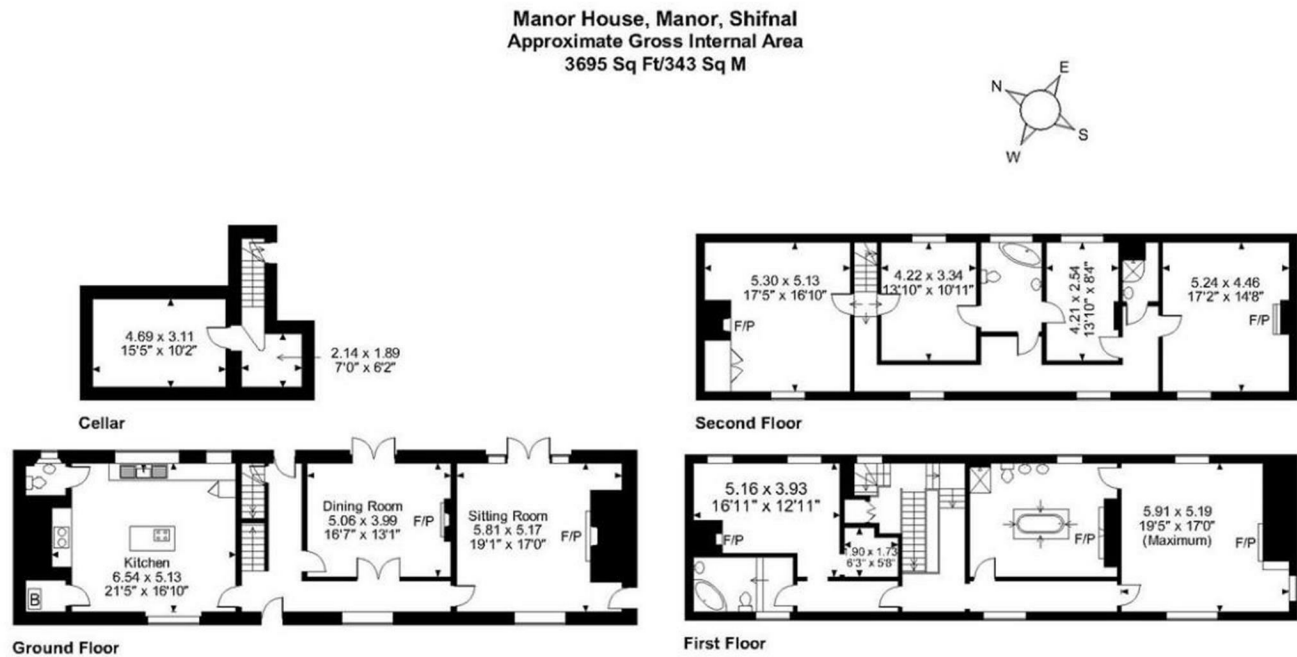 Manor House, Manor, Shifnal
Approximate Gross Internal Area
3695 Sq Ft/343 Sq M
N
E
S
W
4.69 x 3.11
15'5" x 10'2"
2.14 x 1.89
7'0" x 6'2"
Cellar
5.30 x 5.13
17'5" x 16'10"
F/P
4.22 x 3.34
13'10" x 10'11"
4.21 x 2.54
13'10" x 8'4"
5.24 x 4.46
17'2" x 14'8"
F/P
Second Floor
Kitchen
6.54 x 5.13
21'5" x 16'10"
B
Dining Room
5.06 x 3.99
16'7" x 13'1"
F/P
Sitting Room
5.81 x 5.17
19'1" x 17'0"
F/P
Ground Floor
5.16 x 3.93
16'11" x 12'11"
F/P
1.90 x 1.73
6'3" x 5'8"
F/P
5.91 x 5.19
19'5" x 17'0"
(Maximum)
F/P
First Floor